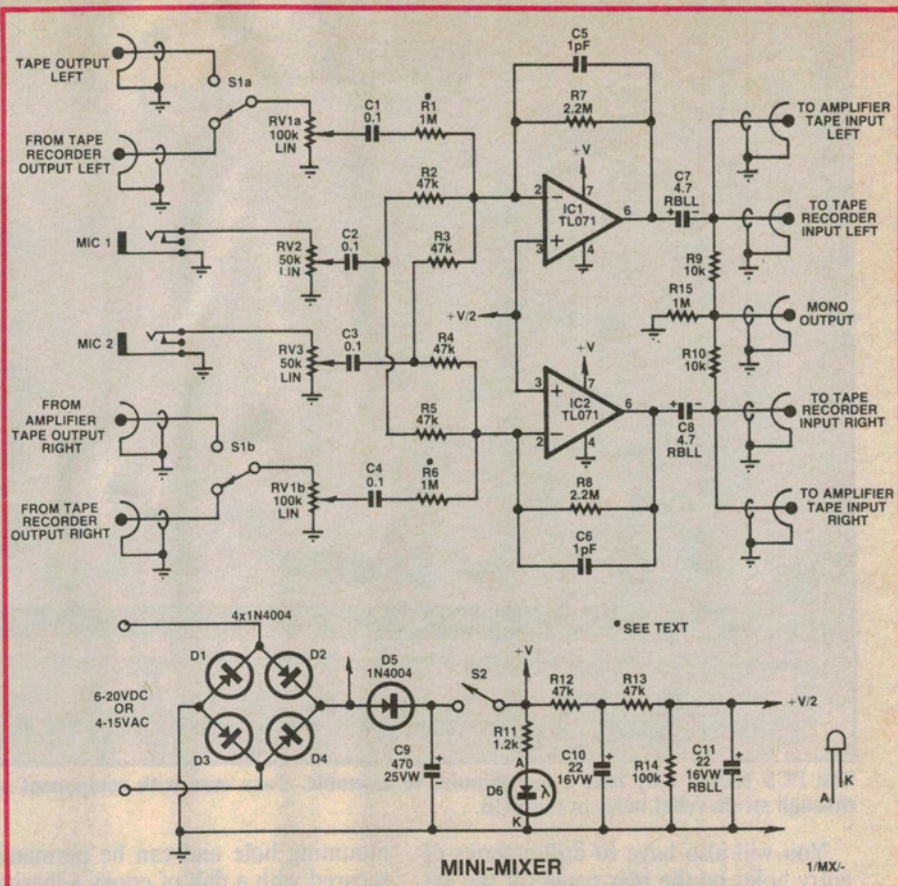 TAPE OUTPUT
LEFT
S1a
FROM TAPE
RECORDER
OUTPUT LEFT
RV1a
100k
LIN
C1
0.1
R1
1M
R2
47k
R3
47k
MIC 1
RV2
50k
LIN
C2
0.1
MIC 2
RV3
50k
LIN
C3
0.1
R4
47k
R5
47k
FROM
AMPLIFIER
TAPE OUTPUT
RIGHT
S1b
FROM TAPE
RECORDER
OUTPUT RIGHT
RV1b
100k
LIN
C4
0.1
R6
1M
C5
1pF
R7
2.2M
+V
2
7
IC1
TL071
6
3
4
+V/2
+V
3
7
IC2
TL071
6
2
4
R8
2.2M
C6
1pF
C7
4.7
RBLL
C8
4.7
RBLL
R9
10k
R15
1M
R10
10k
TO AMPLIFIER
TAPE INPUT
LEFT
TO TAPE
RECORDER
INPUT LEFT
MONO
OUTPUT
TO TAPE
RECORDER
INPUT RIGHT
TO AMPLIFIER
TAPE INPUT
RIGHT
*SEE TEXT
4x1N4004
D1
D2
D3
D4
6-20VDC
OR
4-15VAC
D5
1N4004
S2
C9
470
25VW
+V
R11
1.2k
A
D6
λ
K
R12
47k
R13
47k
C10
22
16VW
R14
100k
C11
22
16VW
RBLL
+V/2
A
K
MINI-MIXER
1/MX/-